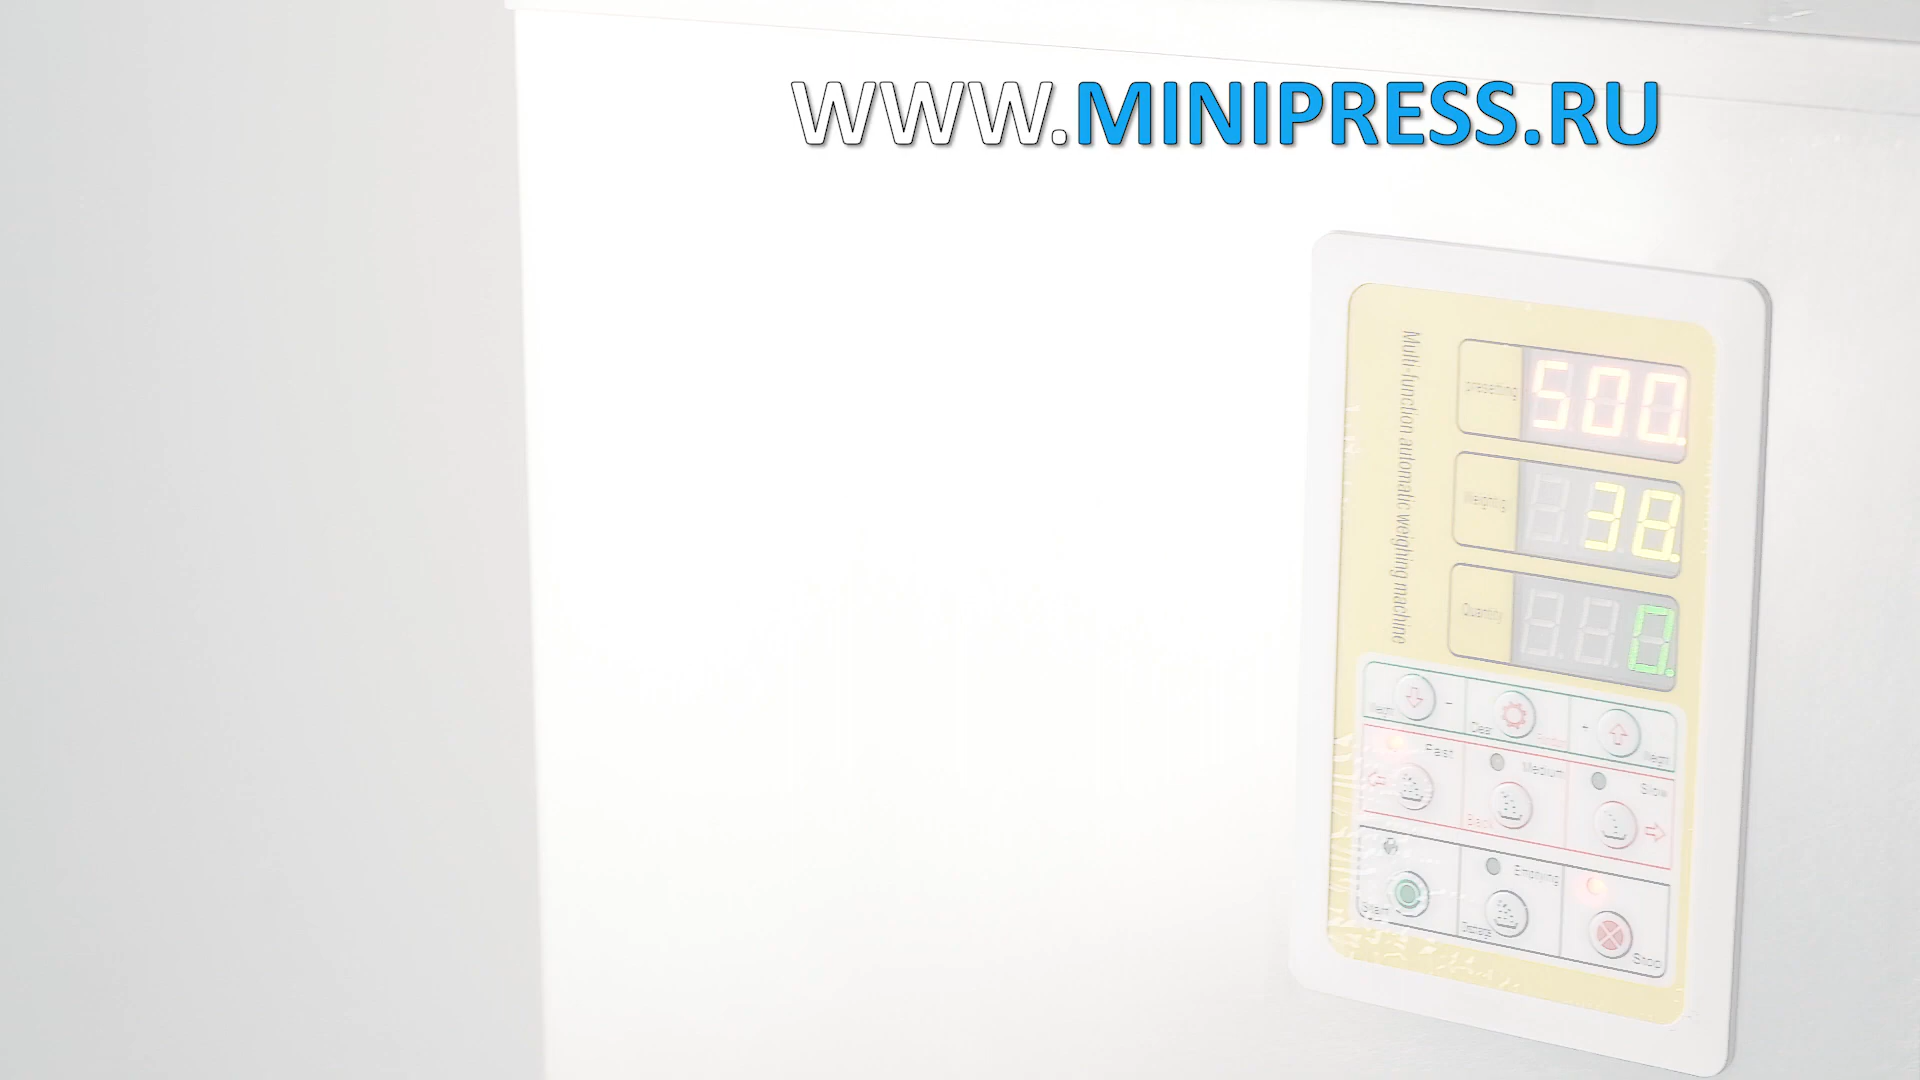 WWW.MINIPRESS.RU
Multi-function automatic weighing machine
presetting
500.
Weighing
38.
Quantity
0.
Clear
Fast
Medium
Slow
Back
Emptying
Start
Stop